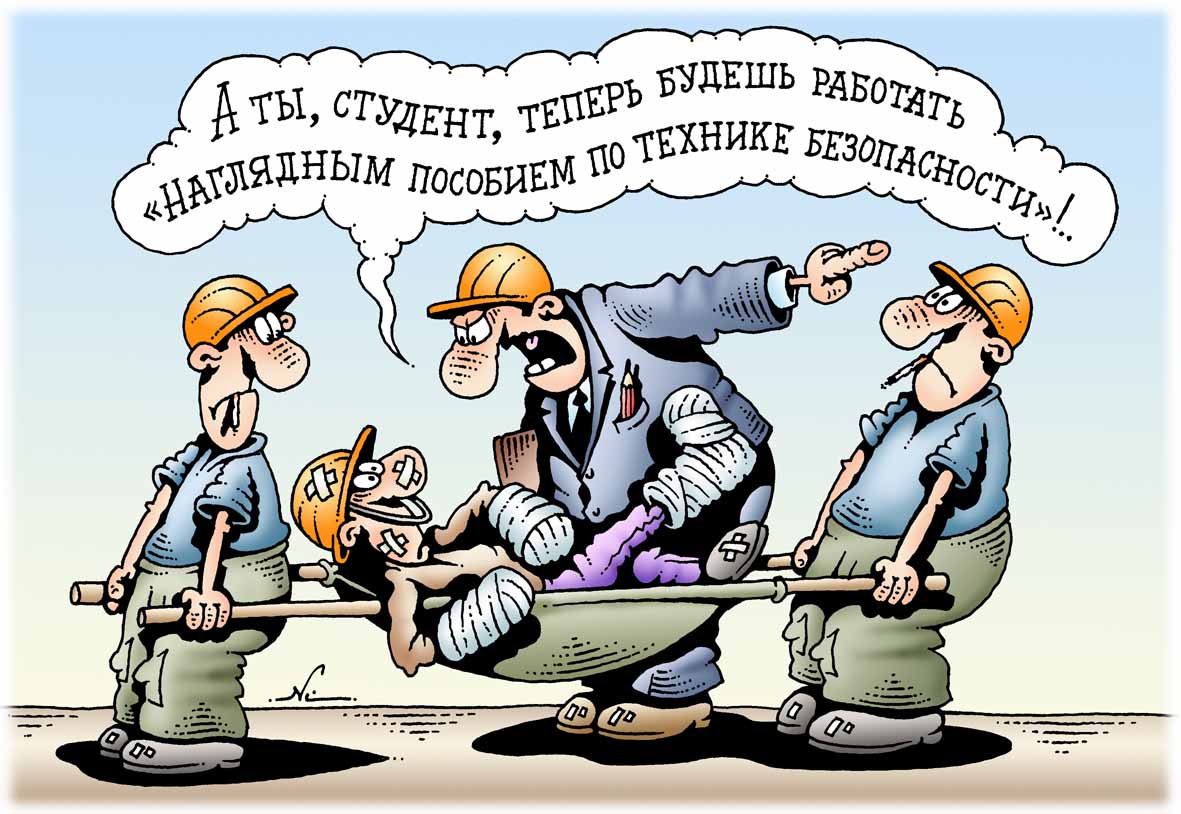 А ты, студент, теперь будешь работать
«наглядным пособием по технике безопасности»!..